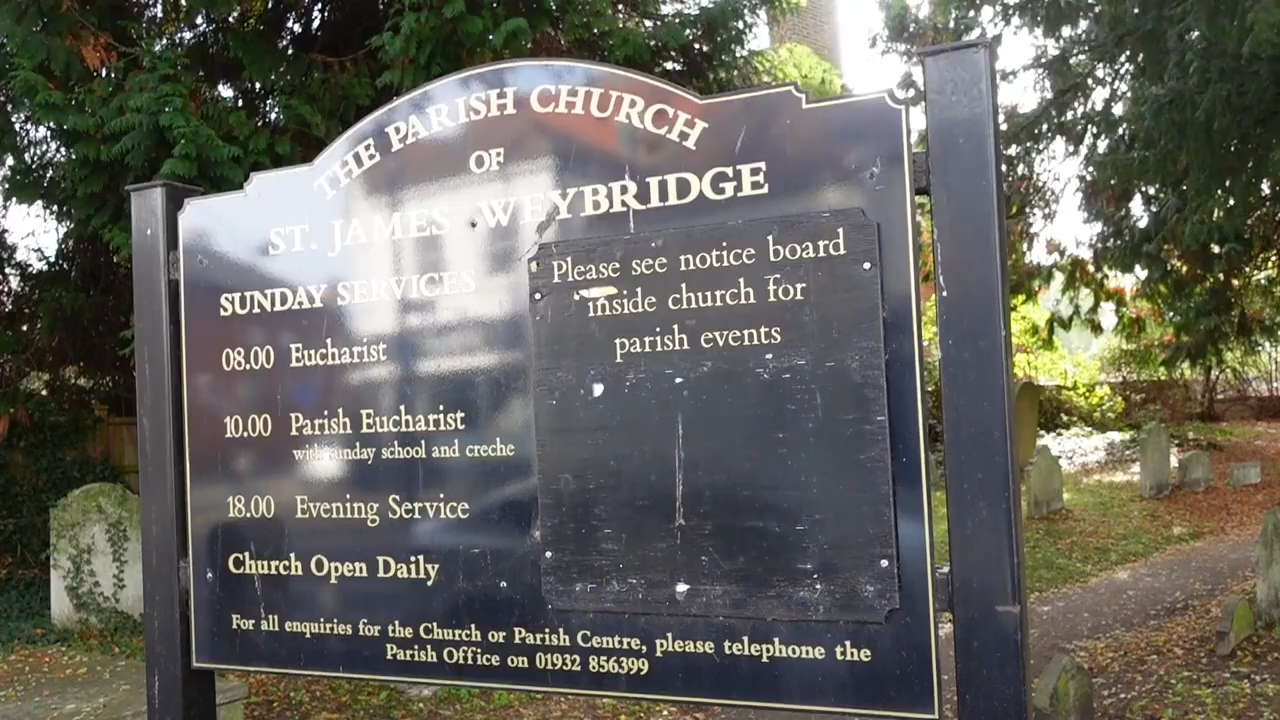 THE PARISH CHURCH
OF
ST. JAMES WEYBRIDGE
SUNDAY SERVICES
08.00 Eucharist
10.00 Parish Eucharist
with sunday school and creche
18.00 Evening Service
Church Open Daily
Please see notice board
inside church for
parish events
For all enquiries for the Church or Parish Centre, please telephone the
Parish Office on 01932 856399